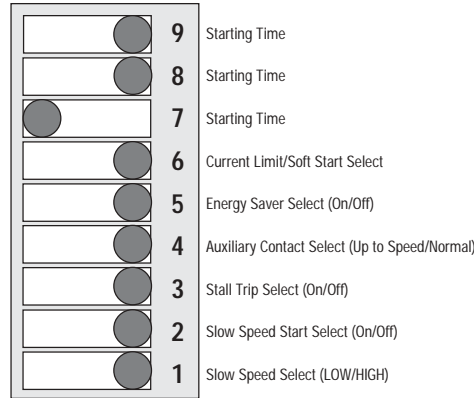 9 Starting Time
8 Starting Time
7 Starting Time
6 Current Limit/Soft Start Select
5 Energy Saver Select (On/Off)
4 Auxiliary Contact Select (Up to Speed/Normal)
3 Stall Trip Select (On/Off)
2 Slow Speed Start Select (On/Off)
1 Slow Speed Select (LOW/HIGH)